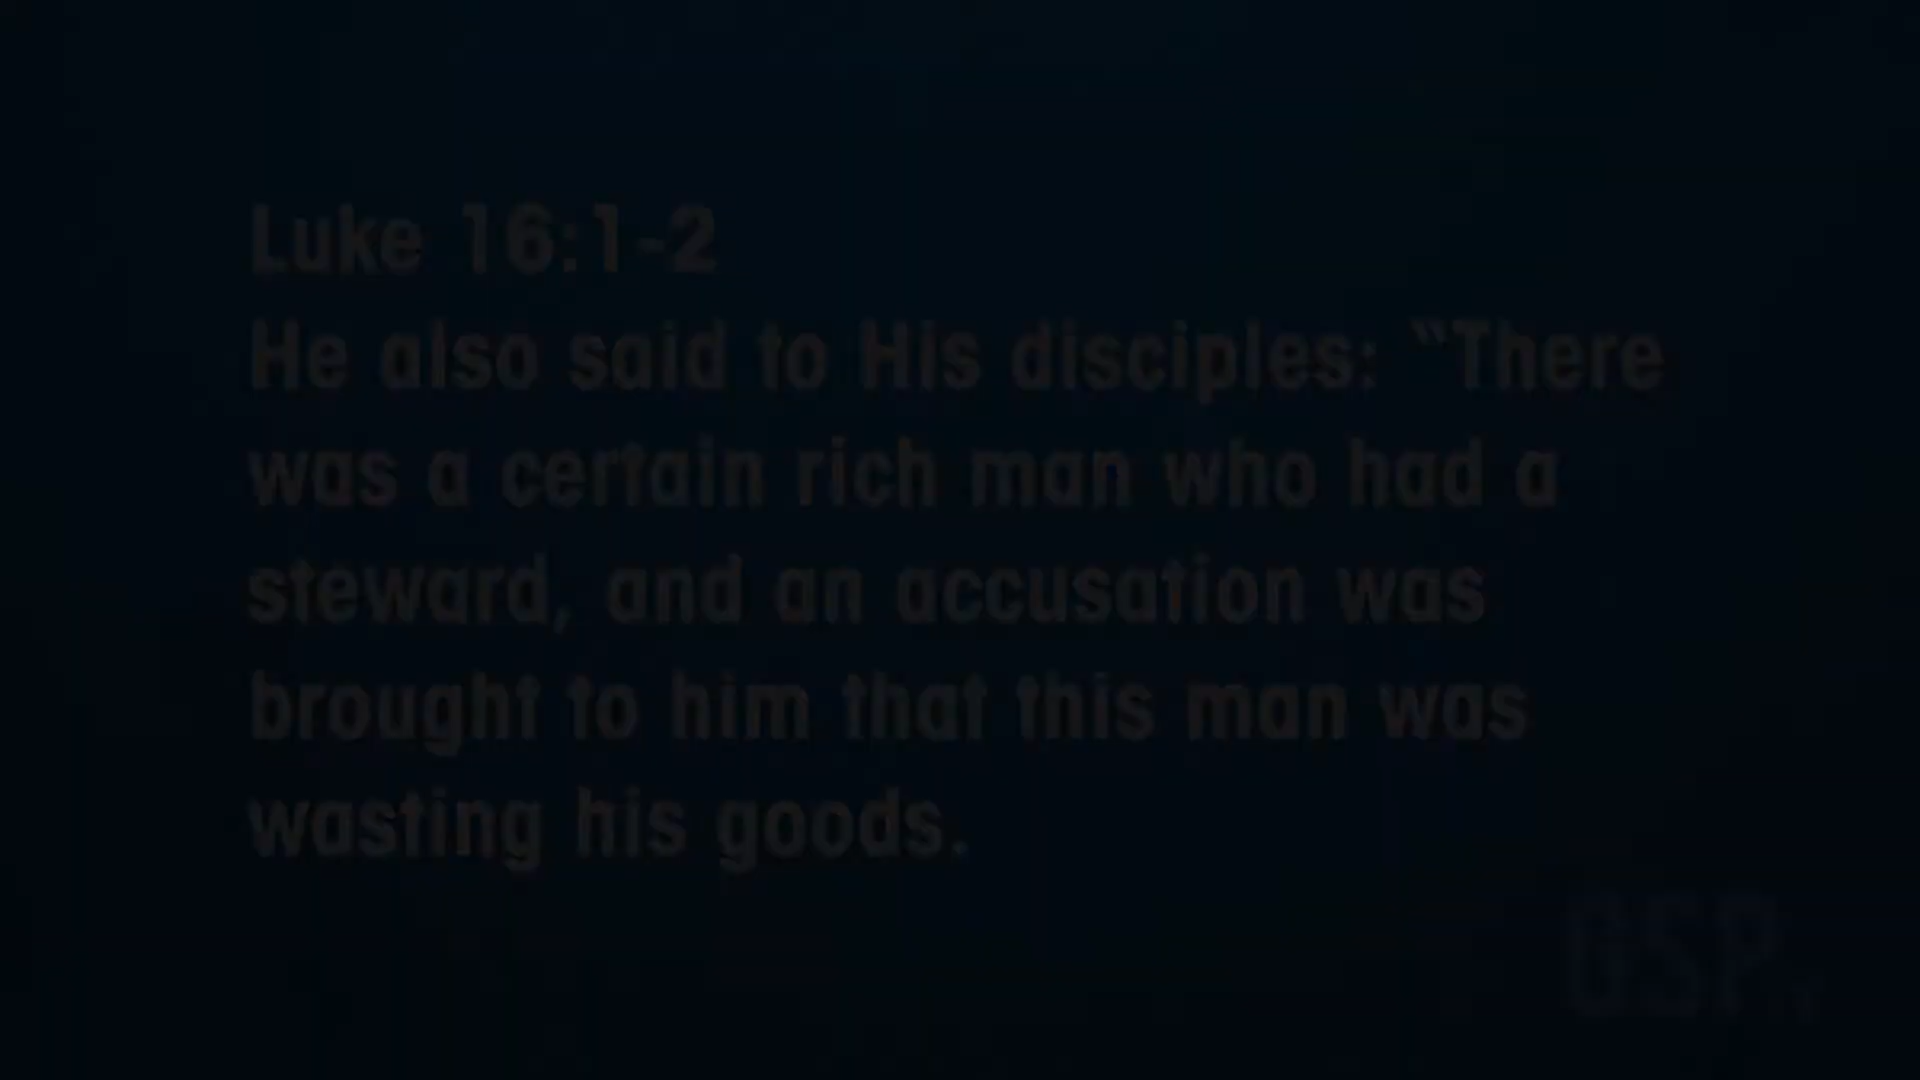 Luke 16:1-2
He also said to His disciples: “There
was a certain rich man who had a
steward, and an accusation was
brought to him that this man was
wasting his goods.
GSP